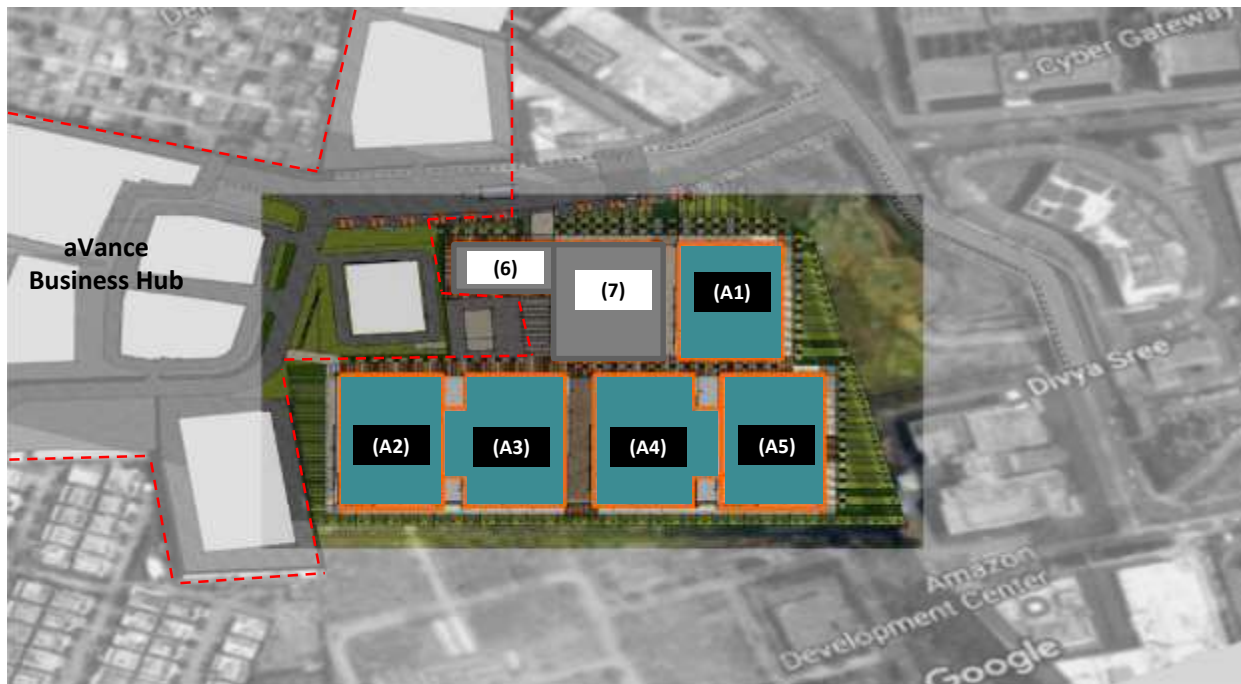 Cyber Gateway
aVance
Business Hub
(6)
(7)
(A1)
Divya Sree
(A2)
(A3)
(A4)
(A5)
Amazon
Development Center
Google